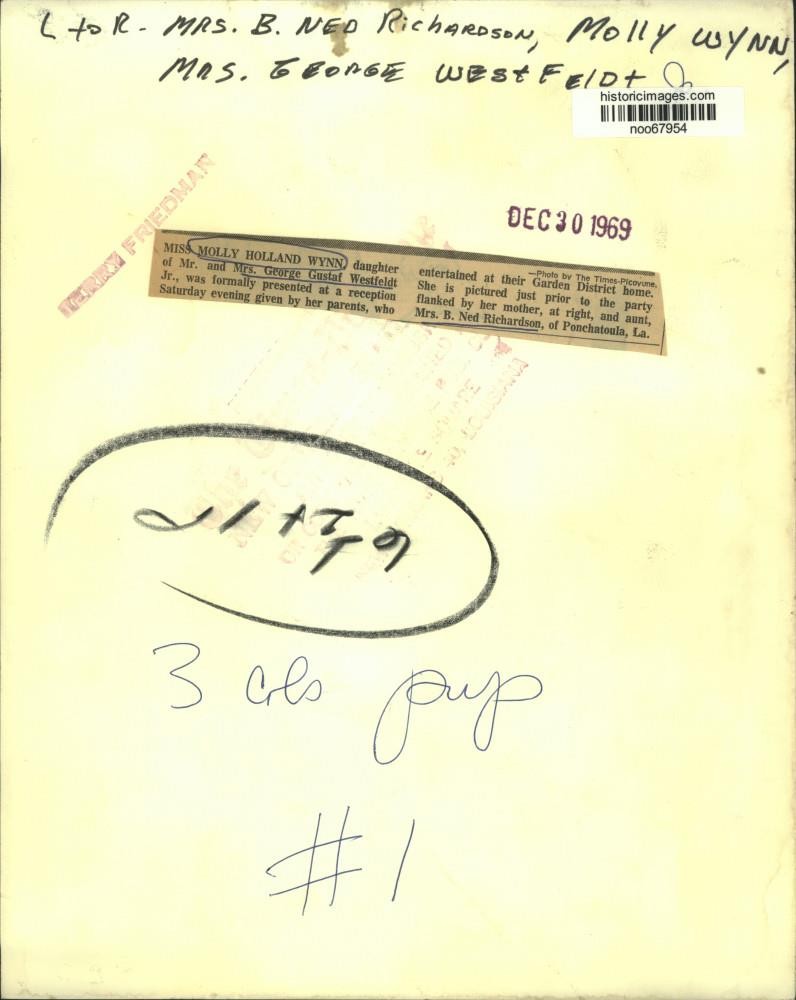 L to R - MRS. B. NED RICHARDSON, MOLLY WYNN,
MRS. GEORGE WESTFELDT Jr
historicimages.com
noo67954
TERRY FRIEDMAN
DEC 30 1969
MISS MOLLY HOLLAND WYNN, daughter
of Mr. and Mrs. George Gustaf Westfeldt
Jr., was formally presented at a reception
Saturday evening given by her parents, who
—Photo by The Times-Picayune.
entertained at their Garden District home.
She is pictured just prior to the party
flanked by her mother, at right, and aunt,
Mrs. B. Ned Richardson, of Ponchatoula, La.
SQUARE
LOUISIANA
3 cols
#1